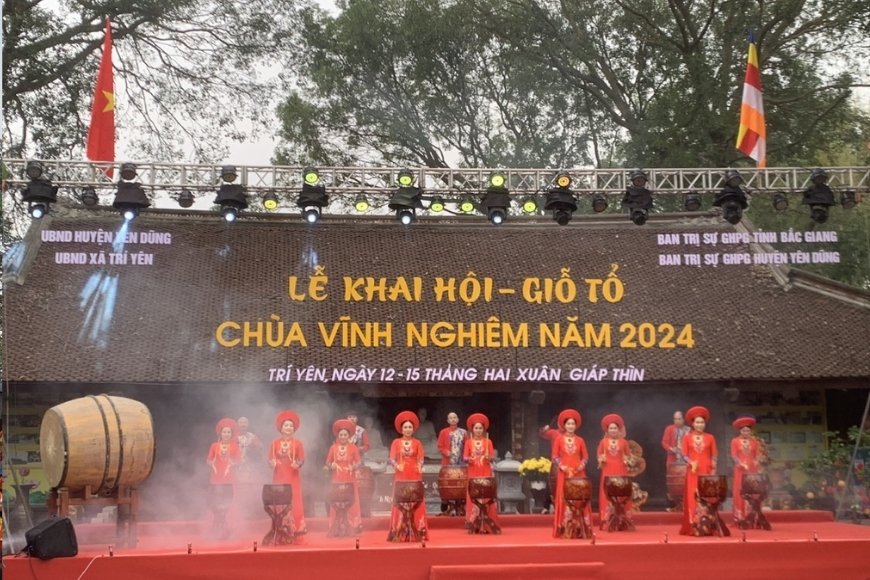 UBND HUYỆN YÊN DŨNG
UBND XÃ TRÍ YÊN
BAN TRỊ SỰ GHPG TỈNH BẮC GIANG
BAN TRỊ SỰ GHPG HUYỆN YÊN DŨNG
LỄ KHAI HỘI - GIỖ TỔ
CHÙA VĨNH NGHIÊM NĂM 2024
TRÍ YÊN, NGÀY 12 - 15 THÁNG HAI XUÂN GIÁP THÌN